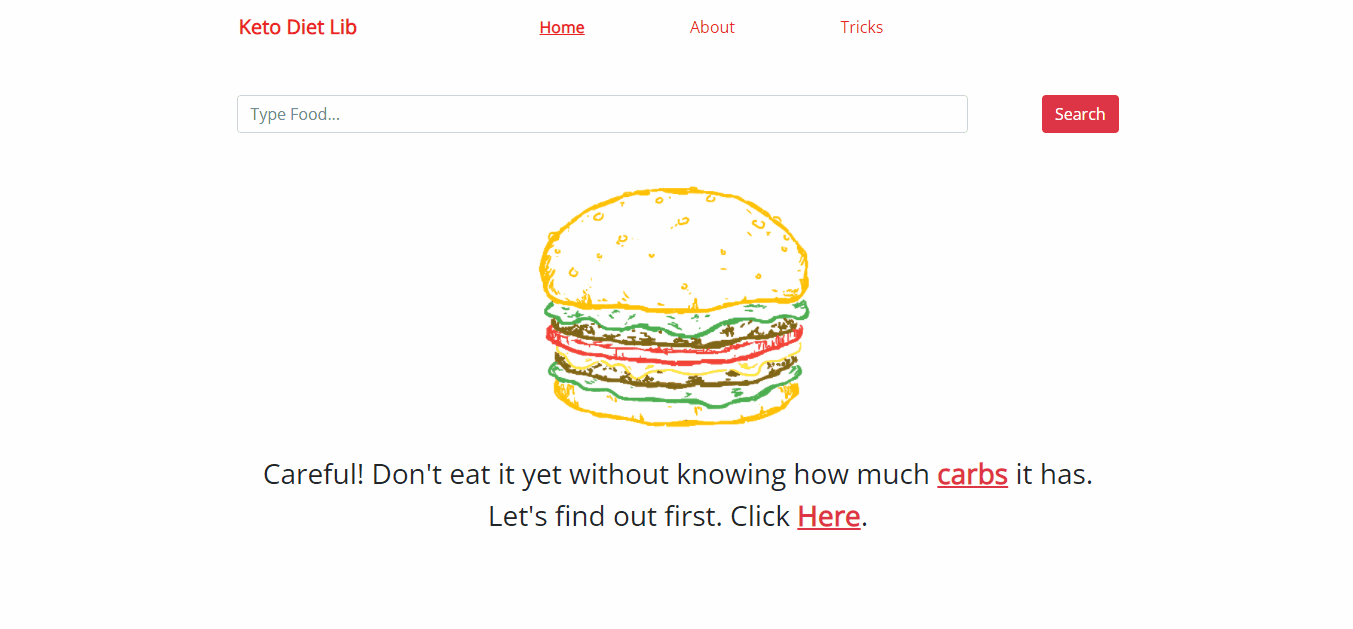 Keto Diet Lib Home About Tricks
Type Food... Search
Careful! Don't eat it yet without knowing how much carbs it has.
Let's find out first. Click Here.